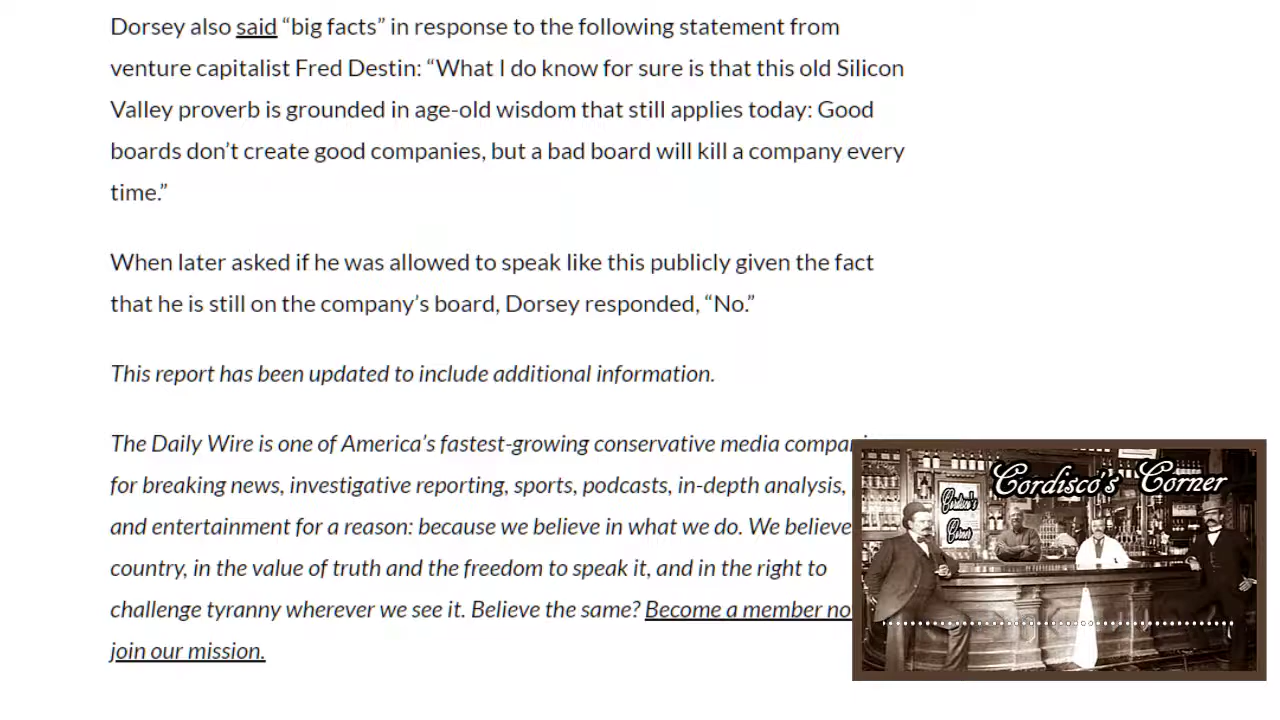 Dorsey also said “big facts” in response to the following statement from
venture capitalist Fred Destin: “What I do know for sure is that this old Silicon
Valley proverb is grounded in age-old wisdom that still applies today: Good
boards don’t create good companies, but a bad board will kill a company every
time.”
When later asked if he was allowed to speak like this publicly given the fact
that he is still on the company’s board, Dorsey responded, “No.”
This report has been updated to include additional information.
The Daily Wire is one of America’s fastest-growing conservative media
for breaking news, investigative reporting, sports, podcasts, in-depth analysis,
and entertainment for a reason: because we believe in what we do. We believe
country, in the value of truth and the freedom to speak it, and in the right to
challenge tyranny wherever we see it. Believe the same? Become a member
join our mission.
Cordisco's Corner
Cordisco's
Corner